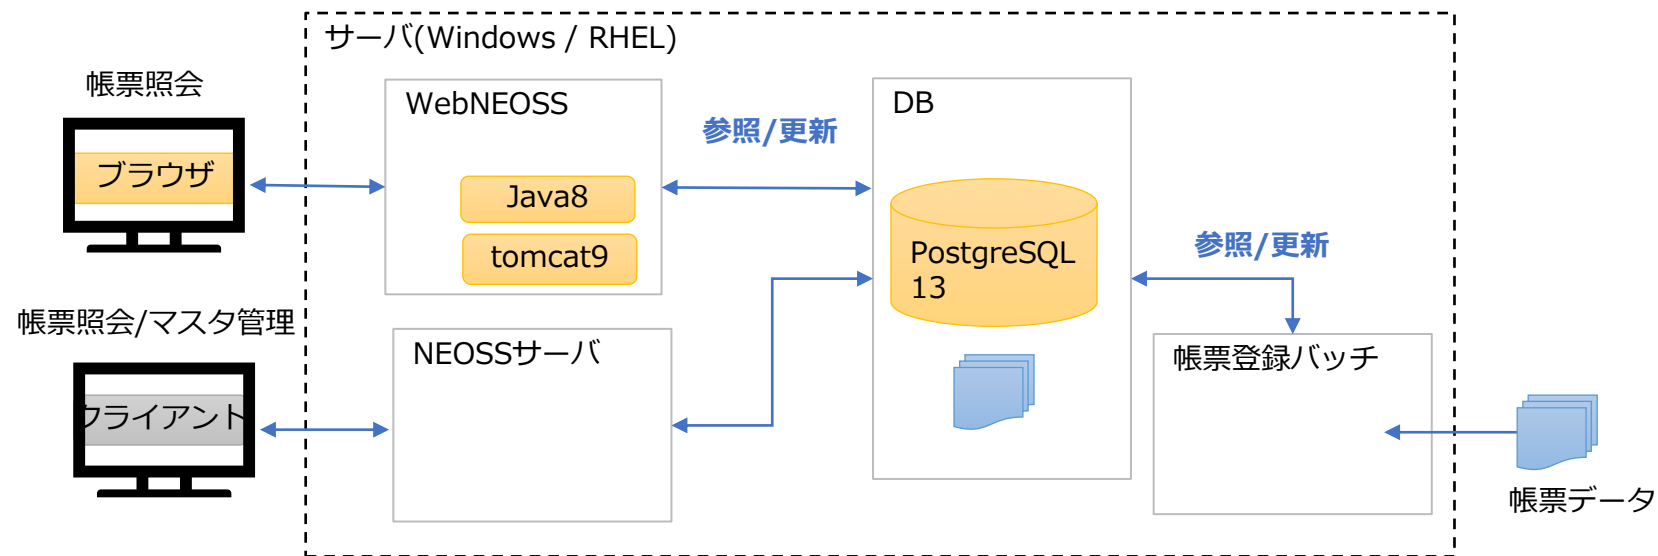 サーバ(Windows / RHEL)
帳票照会
ブラウザ
WebNEOSS
Java8
tomcat9
参照/更新
DB
PostgreSQL
13
参照/更新
帳票照会/マスタ管理
クライアント
NEOSSサーバ
帳票登録バッチ
帳票データ